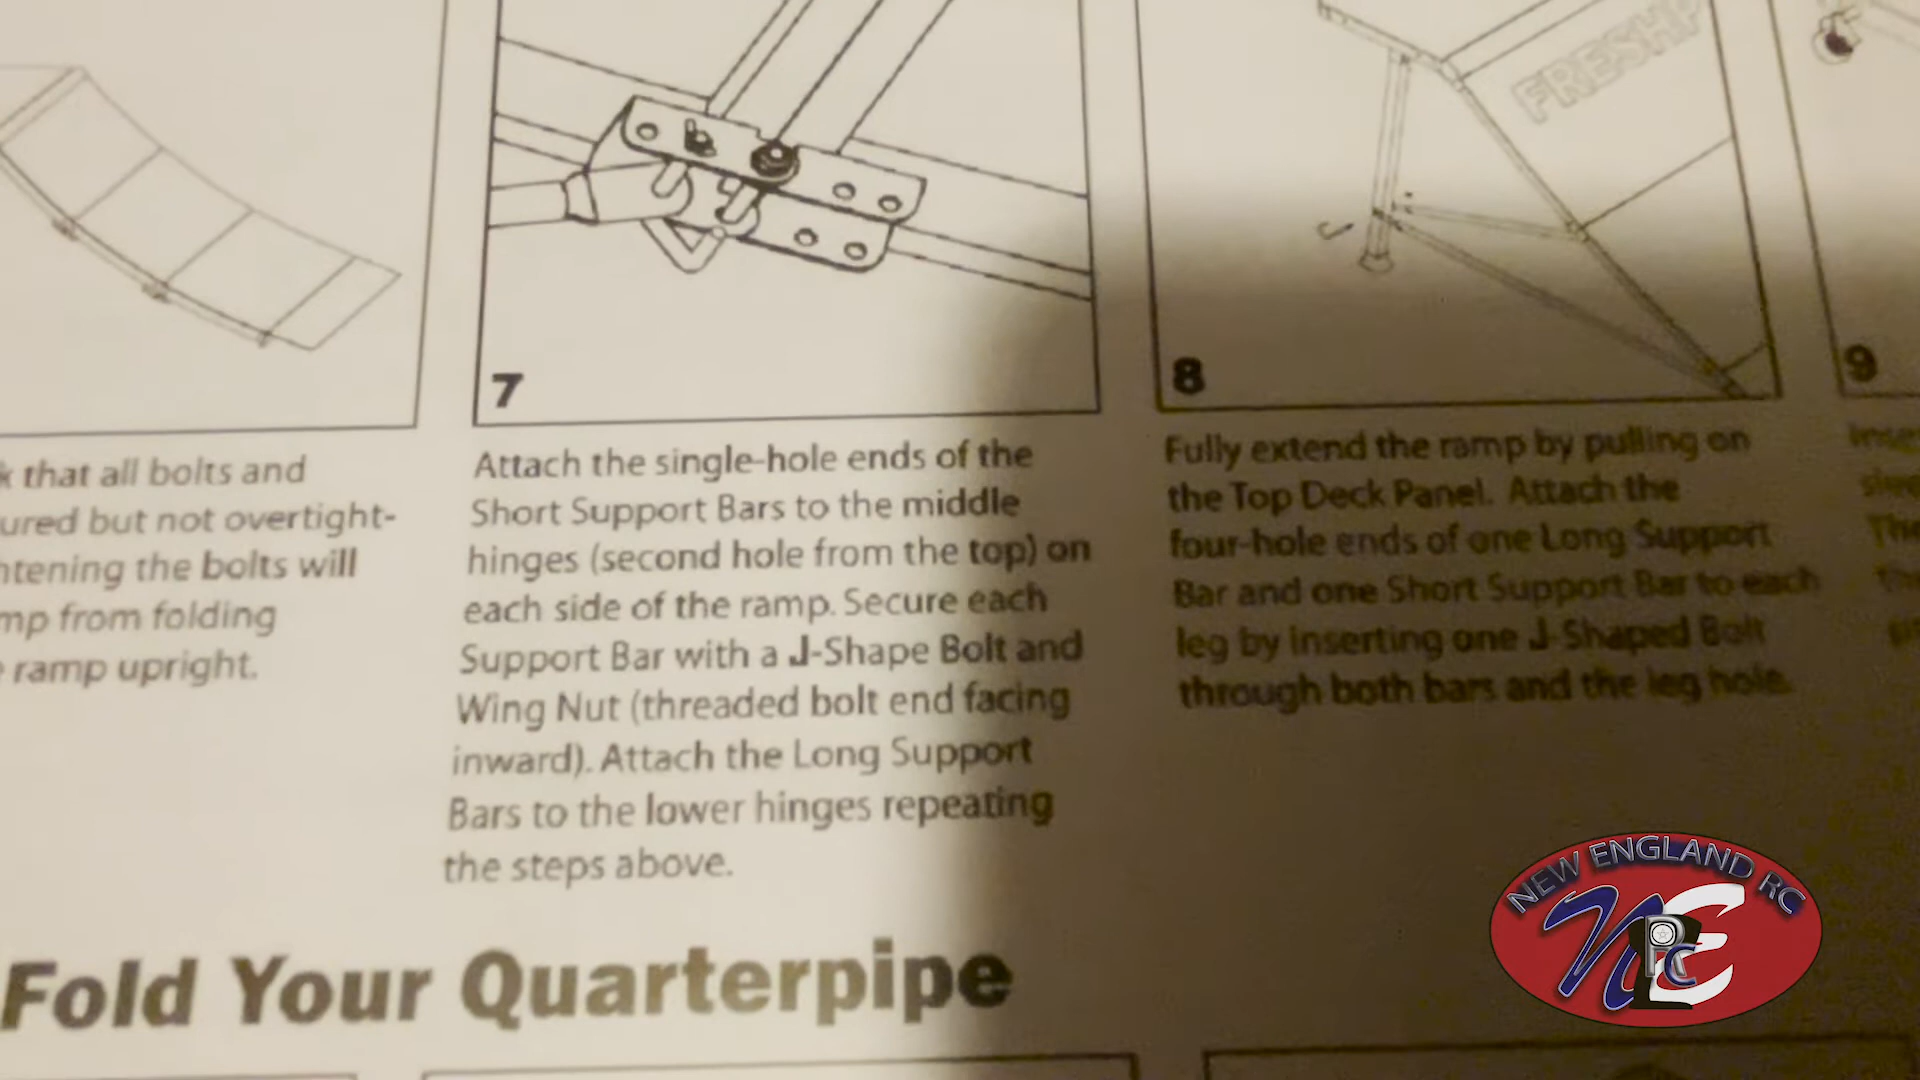 FRESHP
7
8
9
k that all bolts and
ured but not overtight-
htening the bolts will
mp from folding
ramp upright.
Attach the single-hole ends of the
Short Support Bars to the middle
hinges (second hole from the top) on
each side of the ramp. Secure each
Support Bar with a J-Shape Bolt and
Wing Nut (threaded bolt end facing
inward). Attach the Long Support
Bars to the lower hinges repeating
the steps above.
Fully extend the ramp by pulling on
the Top Deck Panel. Attach the
four-hole ends of one Long Support
Bar and one Short Support Bar to each
leg by inserting one J-Shaped Bolt
through both bars and the leg hole.
Fold Your Quarterpipe
NEW ENGLAND RC
NE
RC